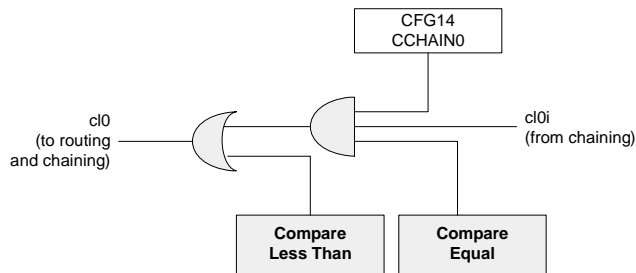 CFG14
CCHAIN0
cl0
(to routing
and chaining)
cl0i
(from chaining)
Compare
Less Than
Compare
Equal